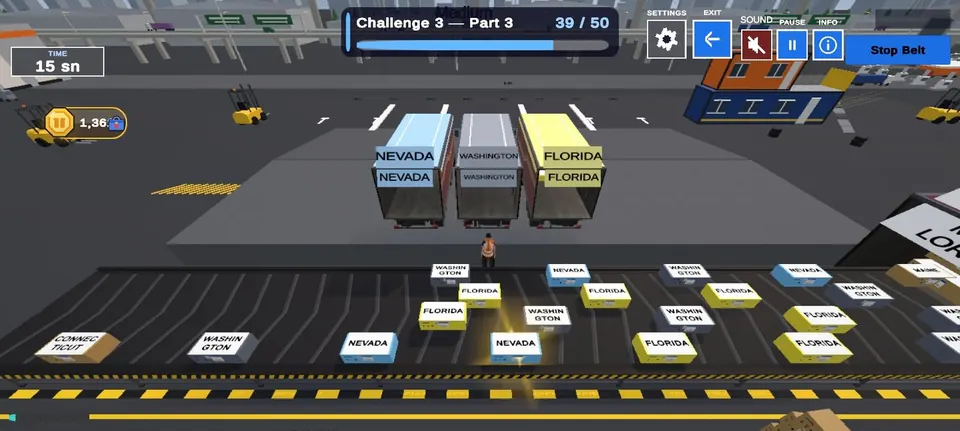 Challenge 3 — Part 3
39 / 50
SETTINGS
EXIT
SOUND
PAUSE
INFO
Stop Belt
TIME
15 sn
1,36
NEVADA
WASHINGTON
FLORIDA
NEVADA
WASHINGTON
FLORIDA
WASHIN
GTON
NEVADA
WASHIN
GTON
NEVADA
MAINE
FLORIDA
FLORIDA
FLORIDA
WASHIN
GTON
FLORIDA
WASHIN
GTON
WASHIN
GTON
FLORIDA
CONNEC
TICUT
WASHIN
GTON
NEVADA
NEVADA
FLORIDA
FLORIDA